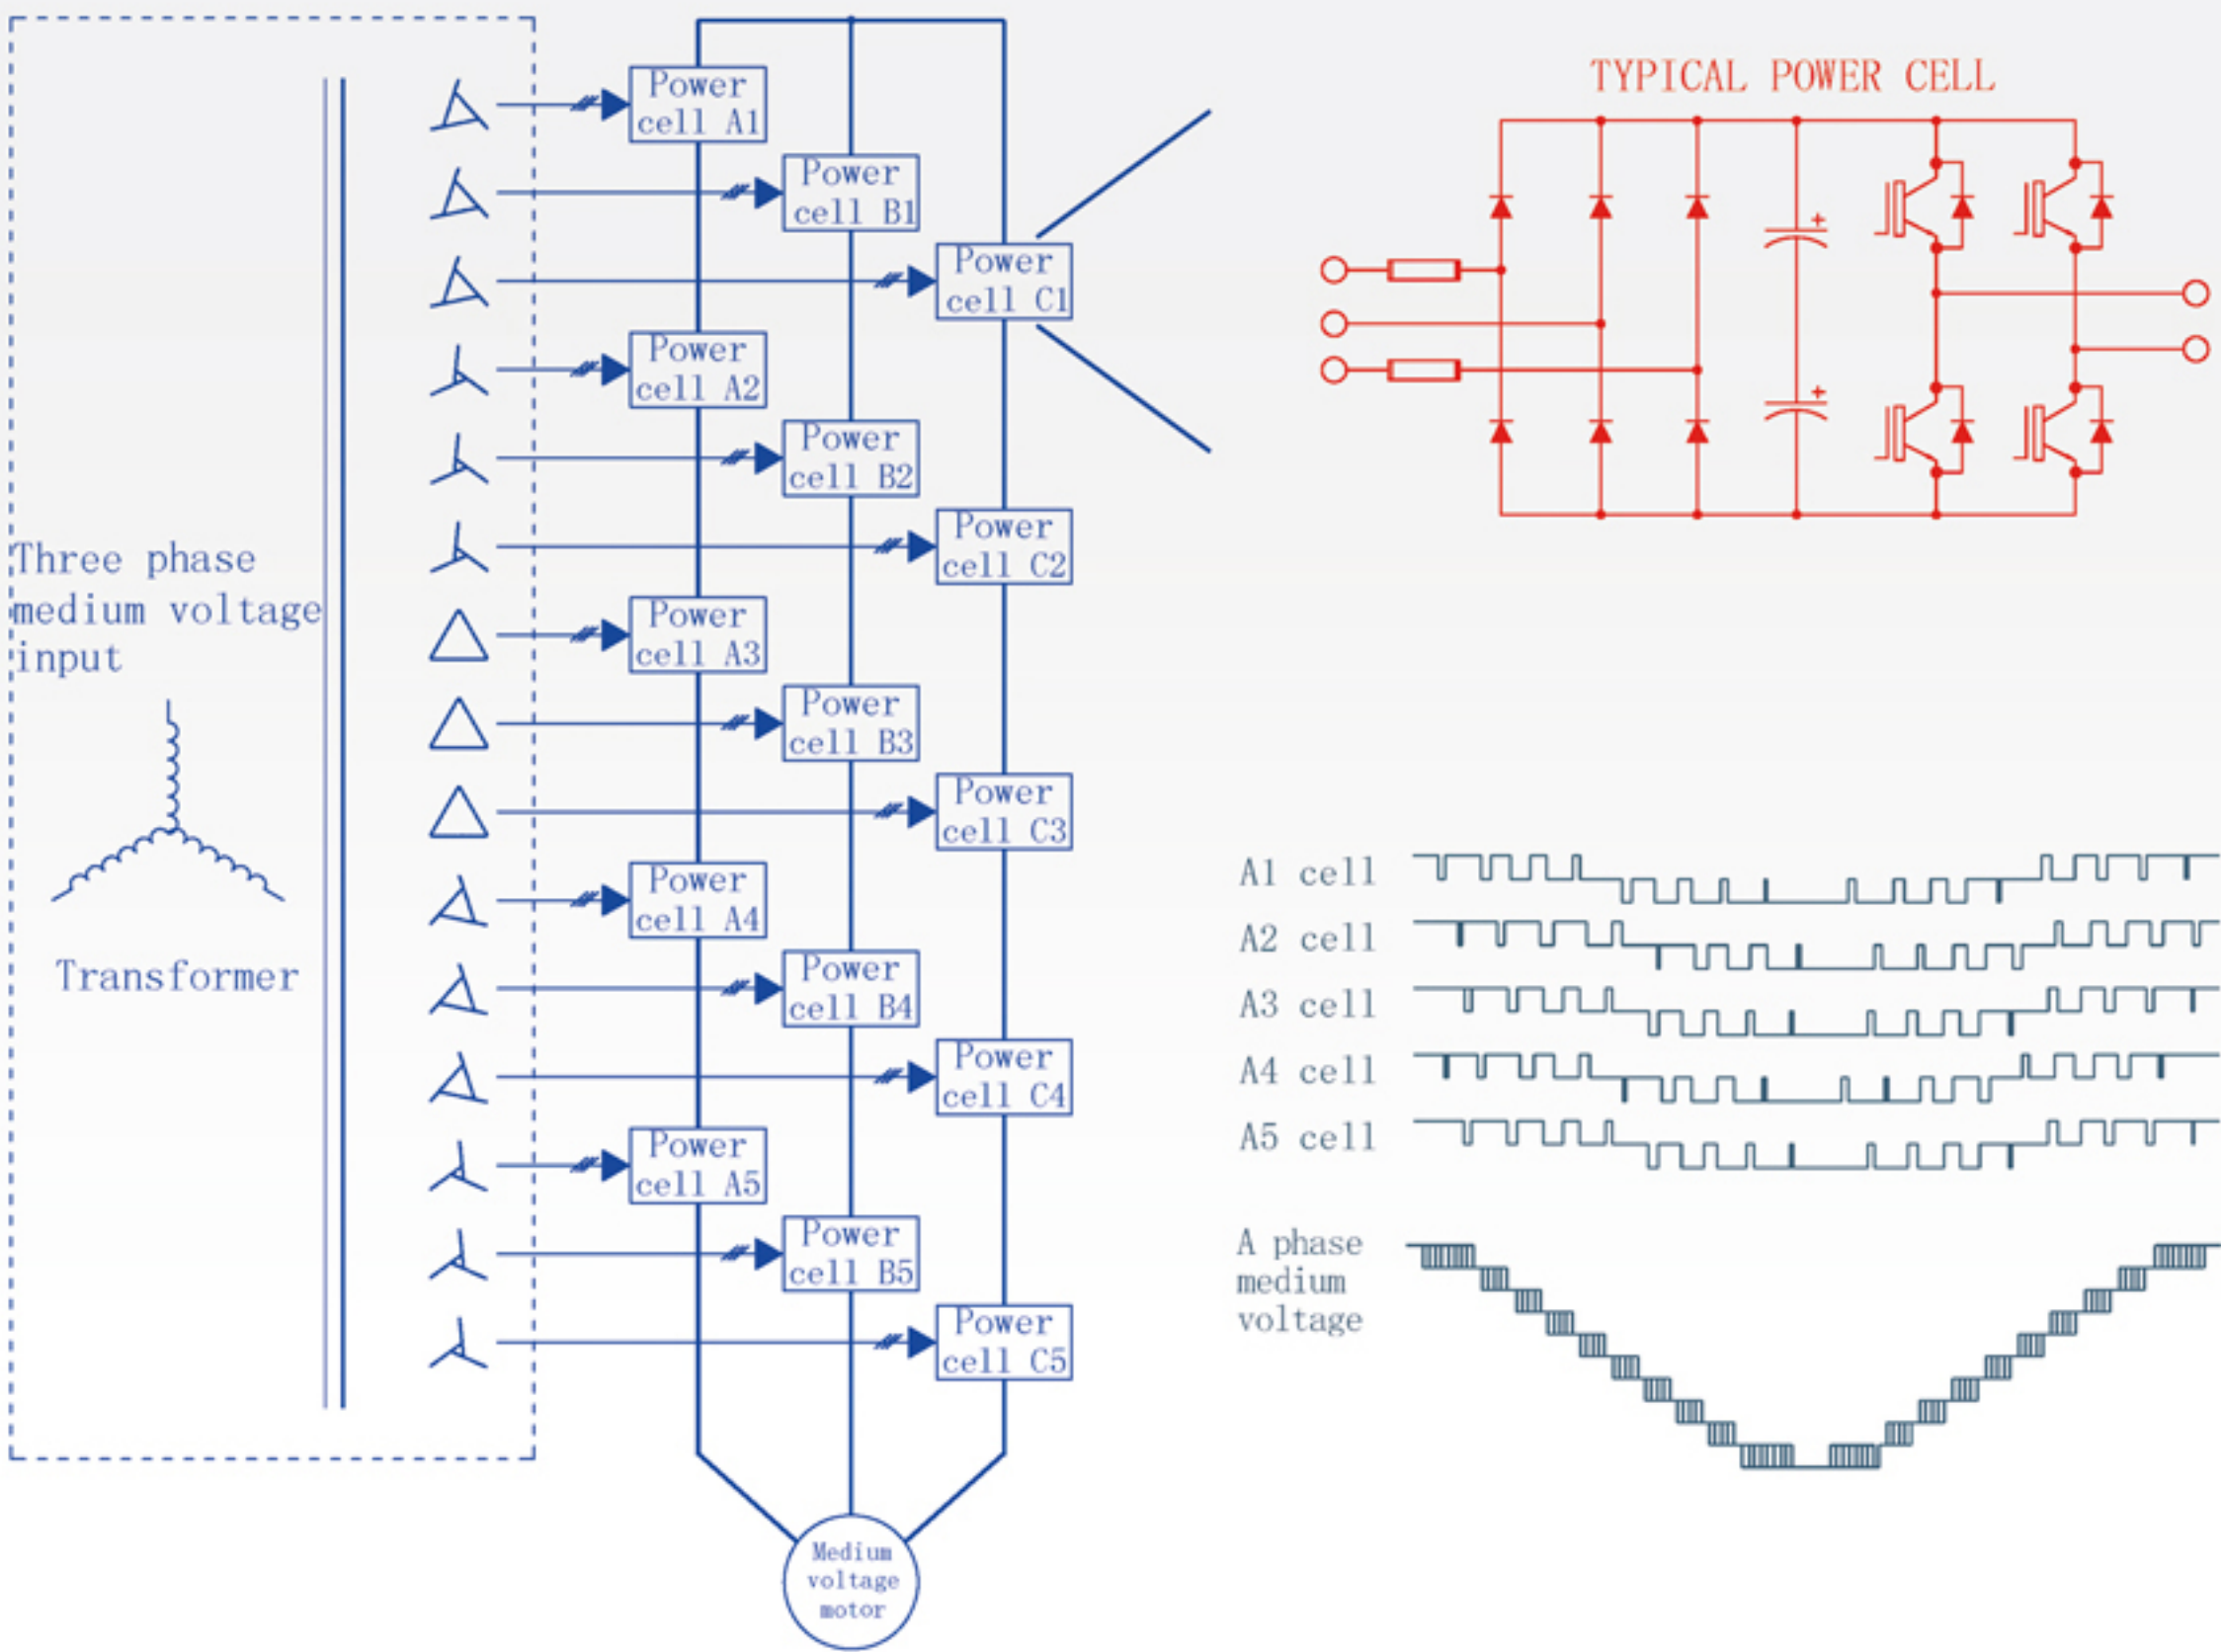 Three phase
medium voltage
input
Transformer
Power
cell A1
Power
cell B1
Power
cell C1
Power
cell A2
Power
cell B2
Power
cell C2
Power
cell A3
Power
cell B3
Power
cell C3
Power
cell A4
Power
cell B4
Power
cell C4
Power
cell A5
Power
cell B5
Power
cell C5
Medium
voltage
motor
TYPICAL POWER CELL
+
+
A1 cell
A2 cell
A3 cell
A4 cell
A5 cell
A phase
medium
voltage